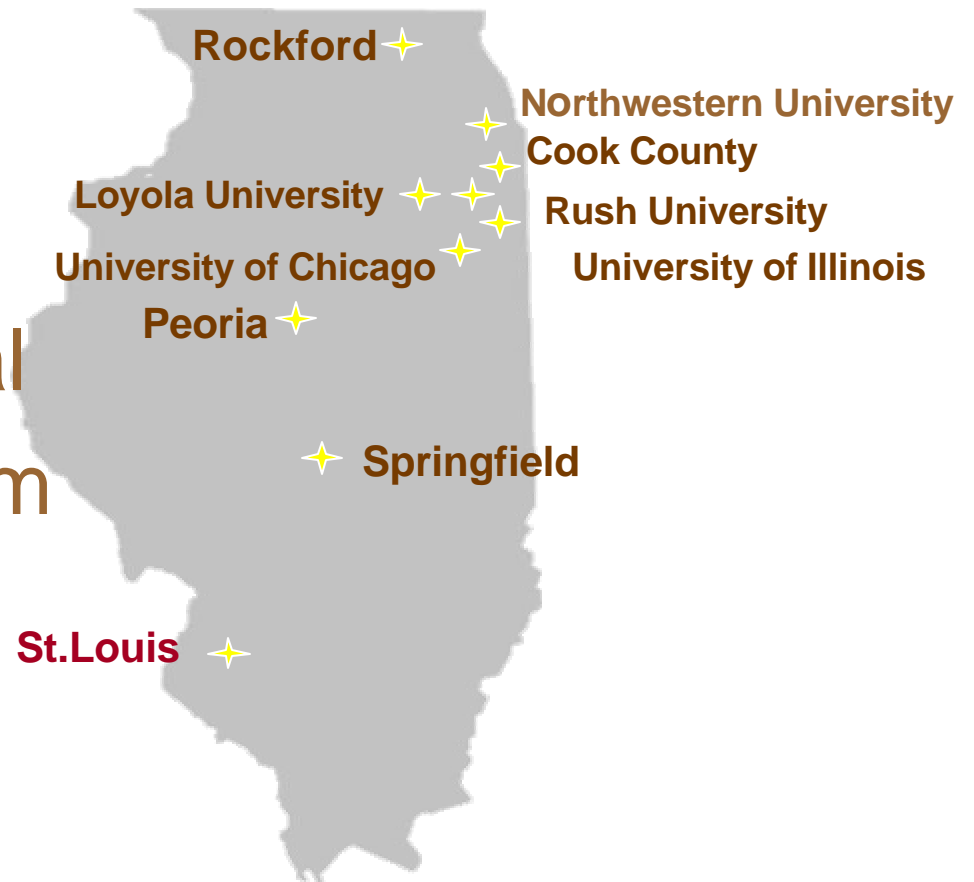 Rockford
Northwestern University
Cook County
Loyola University
Rush University
University of Chicago
University of Illinois
Peoria
Springfield
St.Louis